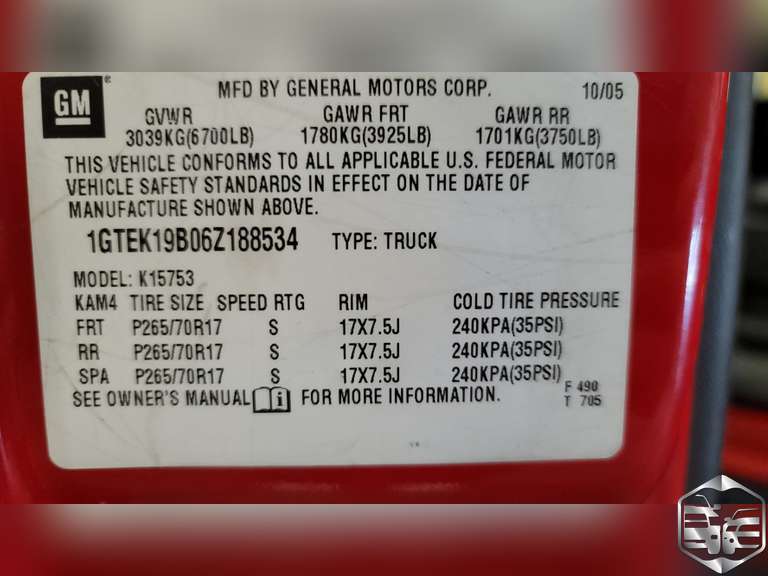 GM ® MFD BY GENERAL MOTORS CORP. 10/05
GVWR GAWR FRT GAWR RR
3039KG(6700LB) 1780KG(3925LB) 1701KG(3750LB)
THIS VEHICLE CONFORMS TO ALL APPLICABLE U.S. FEDERAL MOTOR
VEHICLE SAFETY STANDARDS IN EFFECT ON THE DATE OF
MANUFACTURE SHOWN ABOVE.
1GTEK19B06Z188534 TYPE: TRUCK
MODEL: K15753
KAM4 TIRE SIZE SPEED RTG RIM COLD TIRE PRESSURE
FRT P265/70R17 S 17X7.5J 240KPA(35PSI)
RR P265/70R17 S 17X7.5J 240KPA(35PSI)
SPA P265/70R17 S 17X7.5J 240KPA(35PSI)
SEE OWNER'S MANUAL i FOR MORE INFORMATION. F 490
T 705